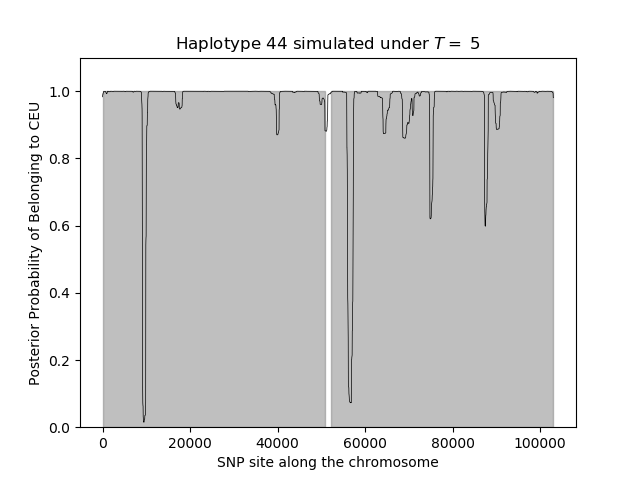 Haplotype 44 simulated under T = 5
Posterior Probability of Belonging to CEU
1.0
0.8
0.6
0.4
0.2
0.0
0 20000 40000 60000 80000 100000
SNP site along the chromosome